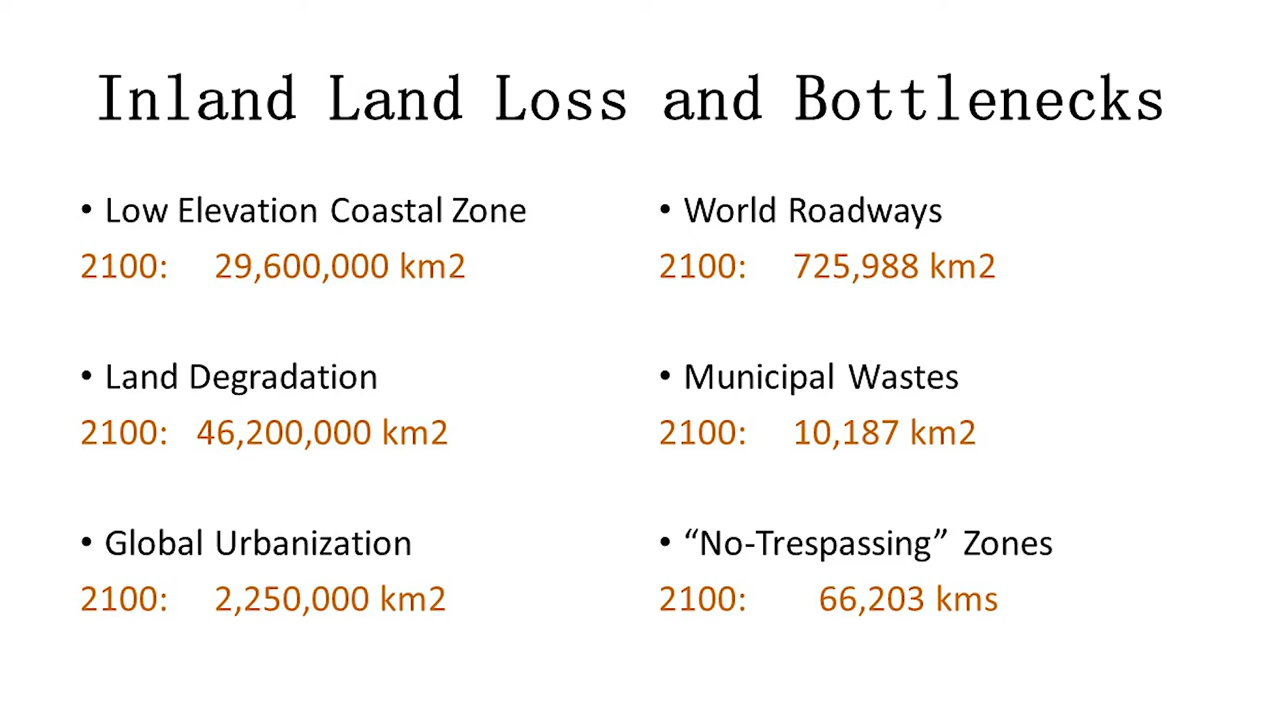 Inland Land Loss and Bottlenecks
• Low Elevation Coastal Zone
2100: 29,600,000 km2
• Land Degradation
2100: 46,200,000 km2
• Global Urbanization
2100: 2,250,000 km2
• World Roadways
2100: 725,988 km2
• Municipal Wastes
2100: 10,187 km2
• “No-Trespassing” Zones
2100: 66,203 kms